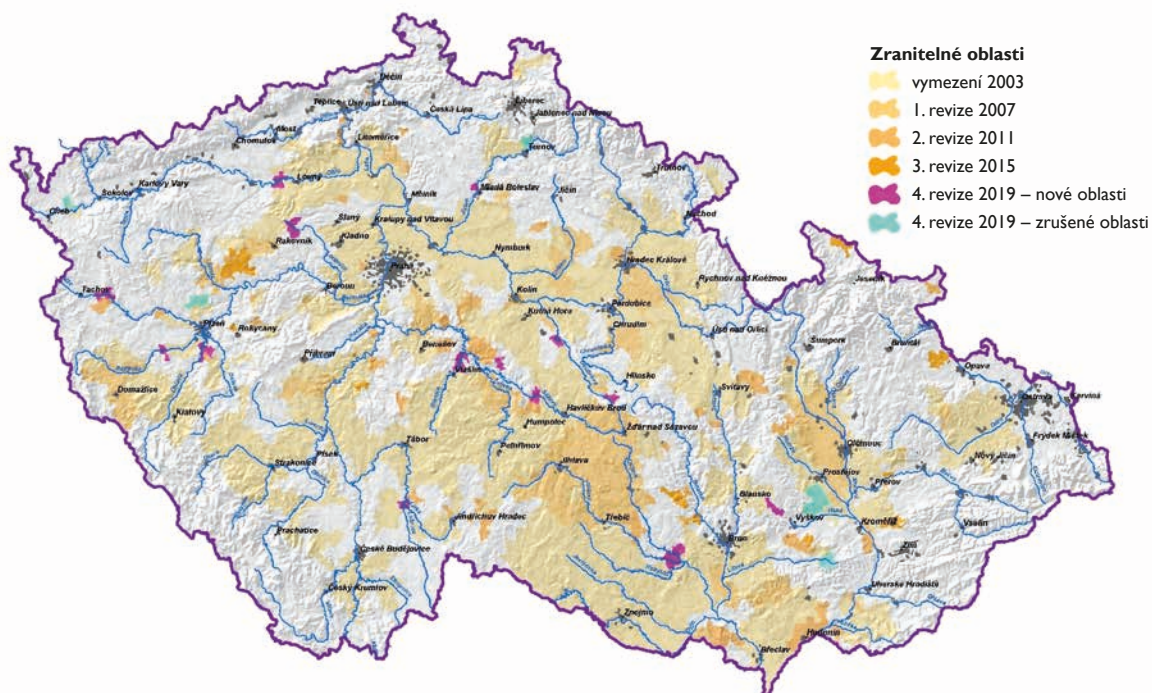 Zranitelné oblasti
vymezení 2003
1. revize 2007
2. revize 2011
3. revize 2015
4. revize 2019 – nové oblasti
4. revize 2019 – zrušené oblasti
Děčín
Teplice
Ústí nad Labem
Česká Lípa
Liberec
Jablonec nad Nisou
Most
Chomutov
Litoměřice
Turnov
Trutnov
Louny
Karlovy Vary
Sokolov
Cheb
Mělník
Mladá Boleslav
Jičín
Náchod
Slaný
Kralupy nad Vltavou
Kladno
Rakovník
Nymburk
Hradec Králové
Rychnov nad Kněžnou
Jeseník
Praha
Beroun
Kolín
Tachov
Pardubice
Kutná Hora
Chrudim
Ústí nad Orlicí
Plzeň
Rokycany
Šumperk
Bruntál
Příbram
Benešov
Vlašim
Opava
Hlinsko
Svitavy
Domažlice
Klatovy
Havlíčkův Brod
Ostrava
Karviná
Humpolec
Žďár nad Sázavou
Tábor
Pelhřimov
Olomouc
Frýdek Místek
Písek
Strakonice
Jihlava
Nový Jičín
Prostějov
Přerov
Blansko
Vyškov
Jindřichův Hradec
Třebíč
Kroměříž
Vsetín
Prachatice
Brno
Zlín
České Budějovice
Uherské Hradiště
Český Krumlov
Znojmo
Hodonín
Břeclav